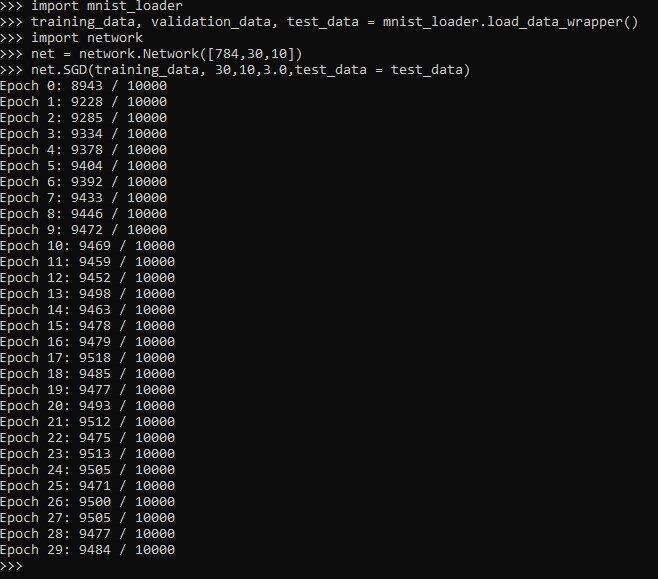 >>> import mnist_loader
>>> training_data, validation_data, test_data = mnist_loader.load_data_wrapper()
>>> import network
>>> net = network.Network([784,30,10])
>>> net.SGD(training_data, 30,10,3.0,test_data = test_data)
Epoch 0: 8943 / 10000
Epoch 1: 9228 / 10000
Epoch 2: 9285 / 10000
Epoch 3: 9334 / 10000
Epoch 4: 9378 / 10000
Epoch 5: 9404 / 10000
Epoch 6: 9392 / 10000
Epoch 7: 9433 / 10000
Epoch 8: 9446 / 10000
Epoch 9: 9472 / 10000
Epoch 10: 9469 / 10000
Epoch 11: 9459 / 10000
Epoch 12: 9452 / 10000
Epoch 13: 9498 / 10000
Epoch 14: 9463 / 10000
Epoch 15: 9478 / 10000
Epoch 16: 9479 / 10000
Epoch 17: 9518 / 10000
Epoch 18: 9485 / 10000
Epoch 19: 9477 / 10000
Epoch 20: 9493 / 10000
Epoch 21: 9512 / 10000
Epoch 22: 9475 / 10000
Epoch 23: 9513 / 10000
Epoch 24: 9505 / 10000
Epoch 25: 9471 / 10000
Epoch 26: 9500 / 10000
Epoch 27: 9505 / 10000
Epoch 28: 9477 / 10000
Epoch 29: 9484 / 10000
>>>